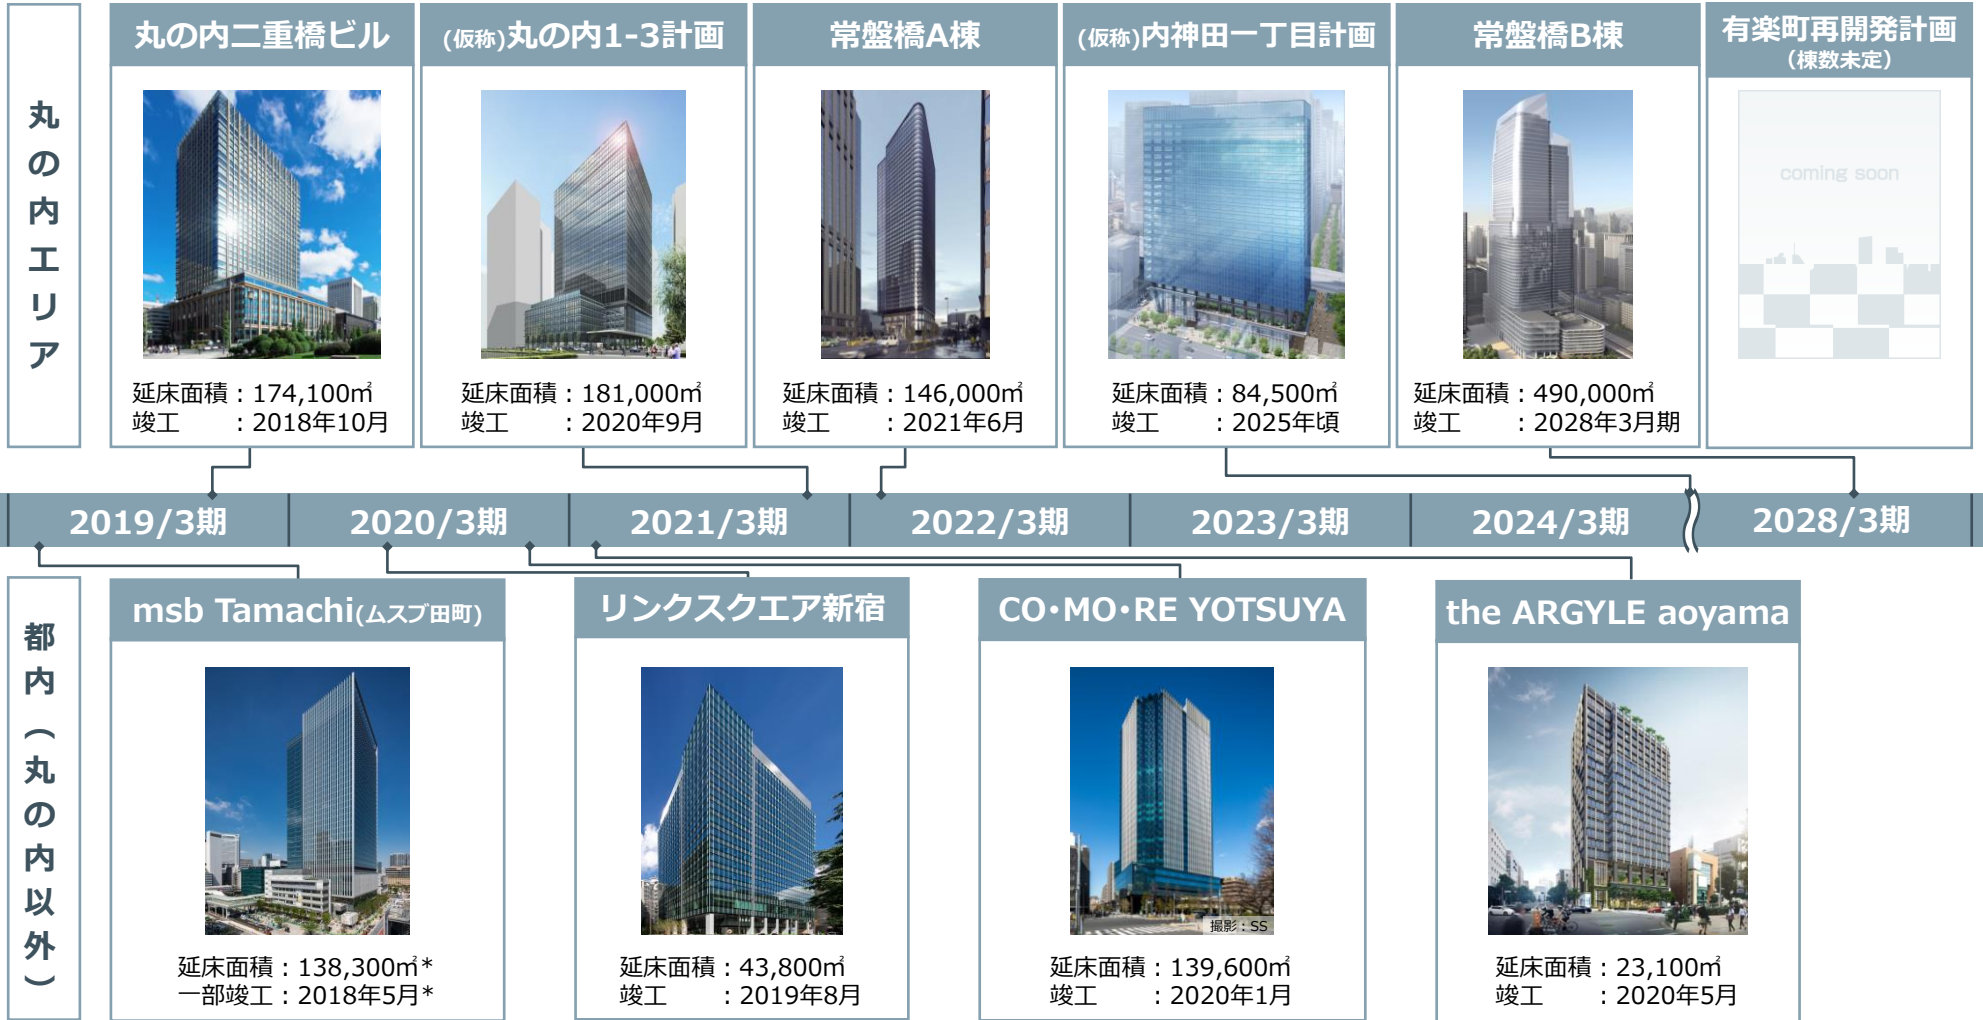 丸の内エリア
丸の内二重橋ビル
延床面積：174,100㎡
竣工　　：2018年10月
(仮称)丸の内1-3計画
延床面積：181,000㎡
竣工　　：2020年9月
常盤橋A棟
延床面積：146,000㎡
竣工　　：2021年6月
(仮称)内神田一丁目計画
延床面積：84,500㎡
竣工　　：2025年頃
常盤橋B棟
延床面積：490,000㎡
竣工　　：2028年3月期
有楽町再開発計画
（棟数未定）
coming soon
2019/3期
2020/3期
2021/3期
2022/3期
2023/3期
2024/3期
2028/3期
都内（丸の内以外）
msb Tamachi(ムスブ田町)
延床面積：138,300㎡*
一部竣工：2018年5月*
リンクスクエア新宿
延床面積：43,800㎡
竣工　　：2019年8月
CO・MO・RE YOTSUYA
撮影：SS
延床面積：139,600㎡
竣工　　：2020年1月
the ARGYLE aoyama
延床面積：23,100㎡
竣工　　：2020年5月